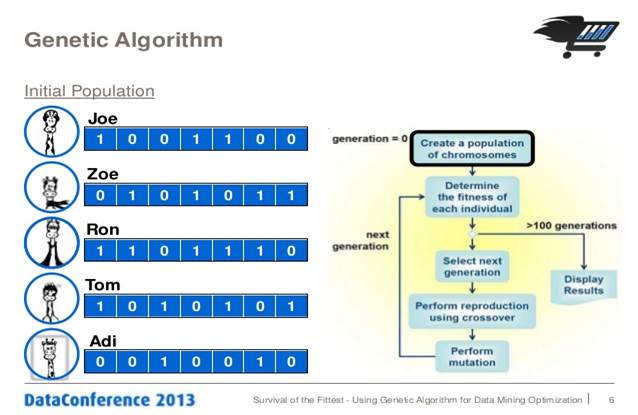 Genetic Algorithm
Initial Population
Joe
1 0 0 1 1 0 0
Zoe
0 1 0 1 0 1 1
Ron
1 1 0 1 1 1 0
Tom
1 0 1 0 1 0 1
Adi
0 0 1 0 0 1 0
generation = 0
Create a population
of chromosomes
Determine
the fitness of
each individual
>100 generations
next
generation
Select next
generation
Display
Results
Perform reproduction
using crossover
Perform
mutation
DataConference 2013
Survival of the Fittest - Using Genetic Algorithm for Data Mining Optimization | 6